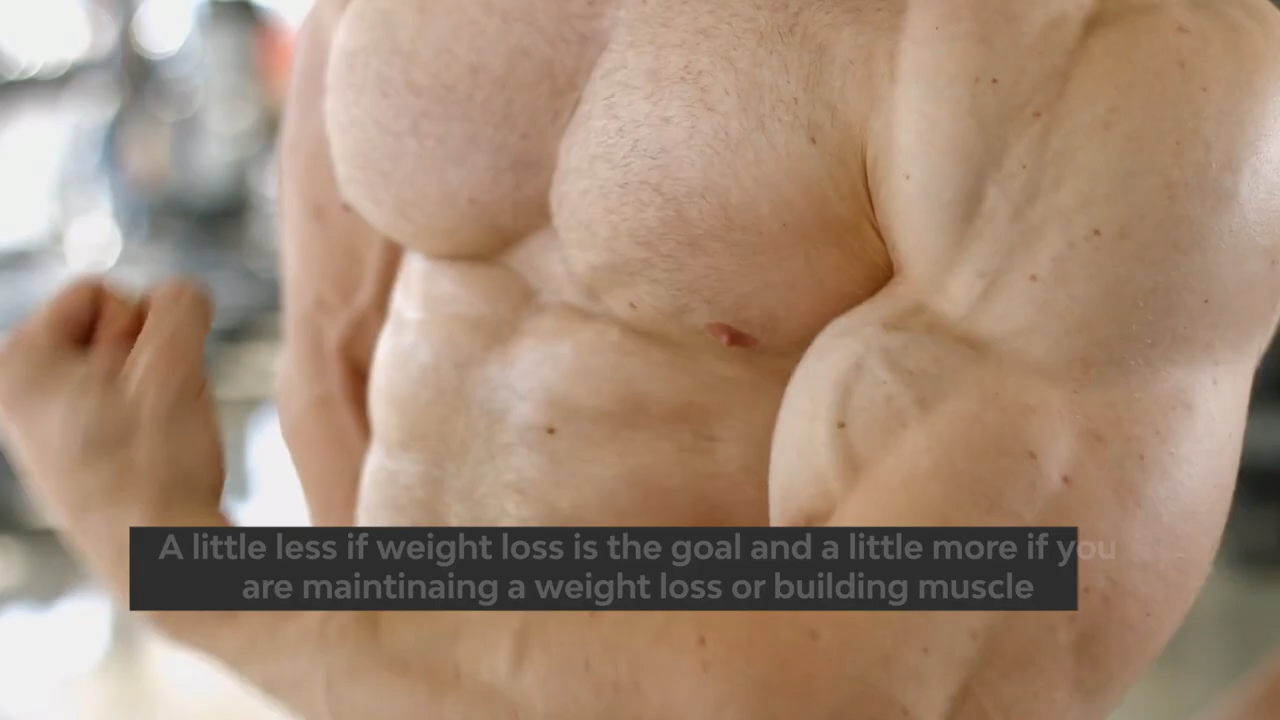 A little less if weight loss is the goal and a little more if you
are maintinaing a weight loss or building muscle